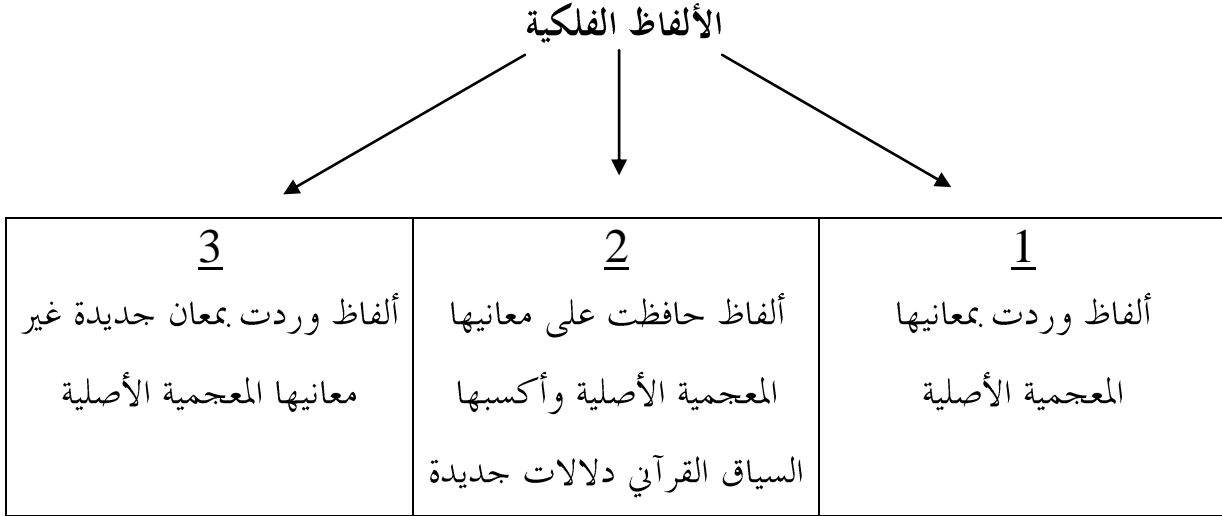 الألفاظ الفلكية
1
ألفاظ وردت بمعانيها
المعجمية الأصلية
2
ألفاظ حافظت على معانيها
المعجمية الأصلية وأكسبها
السياق القرآني دلالات جديدة
3
ألفاظ وردت بمعان جديدة غير
معانيها المعجمية الأصلية